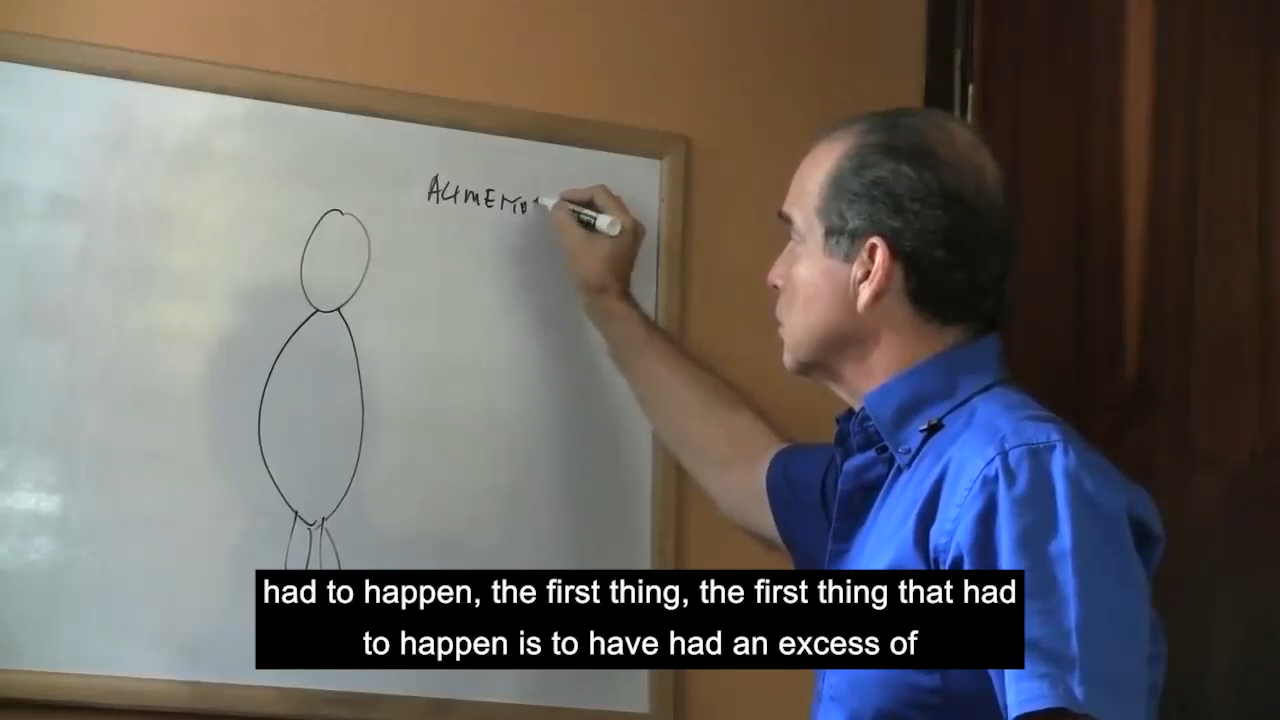 ALIMENTO
had to happen, the first thing, the first thing that had
to happen is to have had an excess of